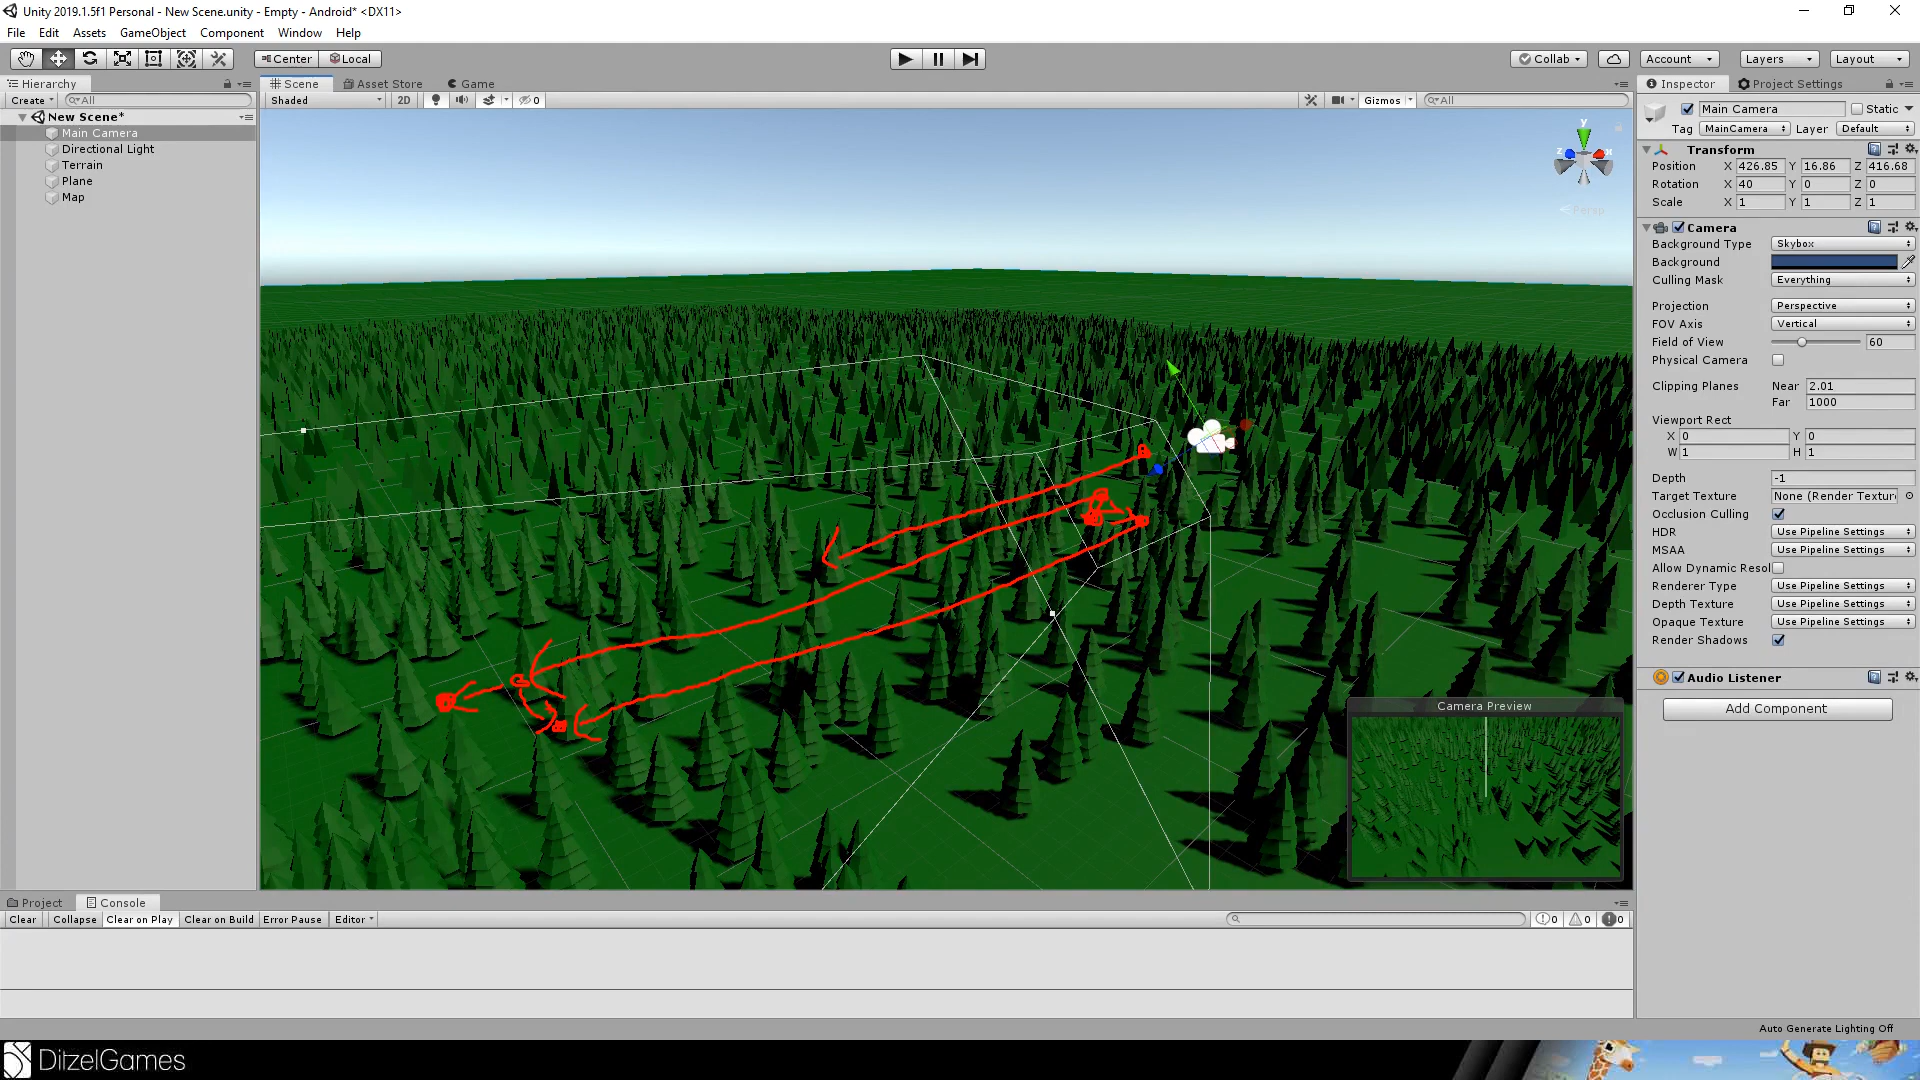 Unity 2019.1.5f1 Personal - New Scene.unity - Empty - Android* <DX11>
File Edit Assets GameObject Component Window Help
Center Local Collab Account Layers Layout
Hierarchy
Create All
New Scene*
Main Camera
Directional Light
Terrain
Plane
Map
Scene Asset Store Game
Shaded 2D 0 Gizmos All
y
z x
Persp
Camera Preview
Inspector Project Settings
Main Camera Static
Tag MainCamera Layer Default
Transform
Position X 426.85 Y 16.86 Z 416.68
Rotation X 40 Y 0 Z 0
Scale X 1 Y 1 Z 1
Camera
Background Type Skybox
Background
Culling Mask Everything
Projection Perspective
FOV Axis Vertical
Field of View 60
Physical Camera
Clipping Planes Near 2.01
Far 1000
Viewport Rect
X 0 Y 0
W 1 H 1
Depth -1
Target Texture None (Render Textur
Occlusion Culling
HDR Use Pipeline Settings
MSAA Use Pipeline Settings
Allow Dynamic Resol
Renderer Type Use Pipeline Settings
Depth Texture Use Pipeline Settings
Opaque Texture Use Pipeline Settings
Render Shadows
Audio Listener
Add Component
Project Console
Clear Collapse Clear on Play Clear on Build Error Pause Editor 0 0 0
Auto Generate Lighting Off
DitzelGames